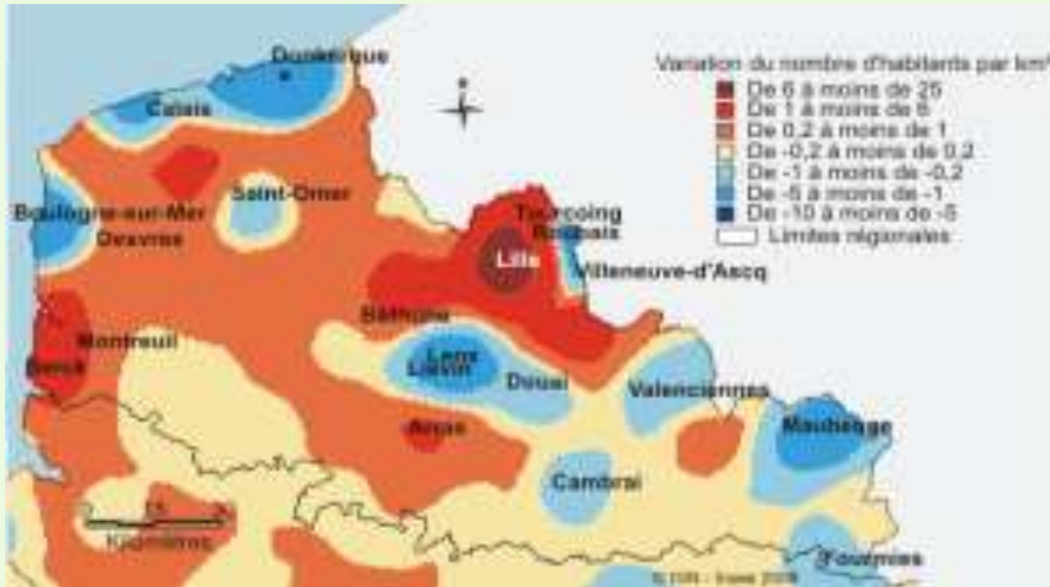 Dunkerque
Calais
Saint-Omer
Boulogne-sur-Mer
Desvres
Tourcoing
Roubaix
Lille
Villeneuve-d'Ascq
Béthune
Montreuil
Berck
Lens
Liévin
Douai
Valenciennes
Arras
Maubeuge
Cambrai
Fourmies
Variation du nombre d'habitants par km²
De 6 à moins de 25
De 1 à moins de 6
De 0,2 à moins de 1
De -0,2 à moins de 0,2
De -1 à moins de -0,2
De -5 à moins de -1
De -10 à moins de -5
Limites régionales
Kilomètres